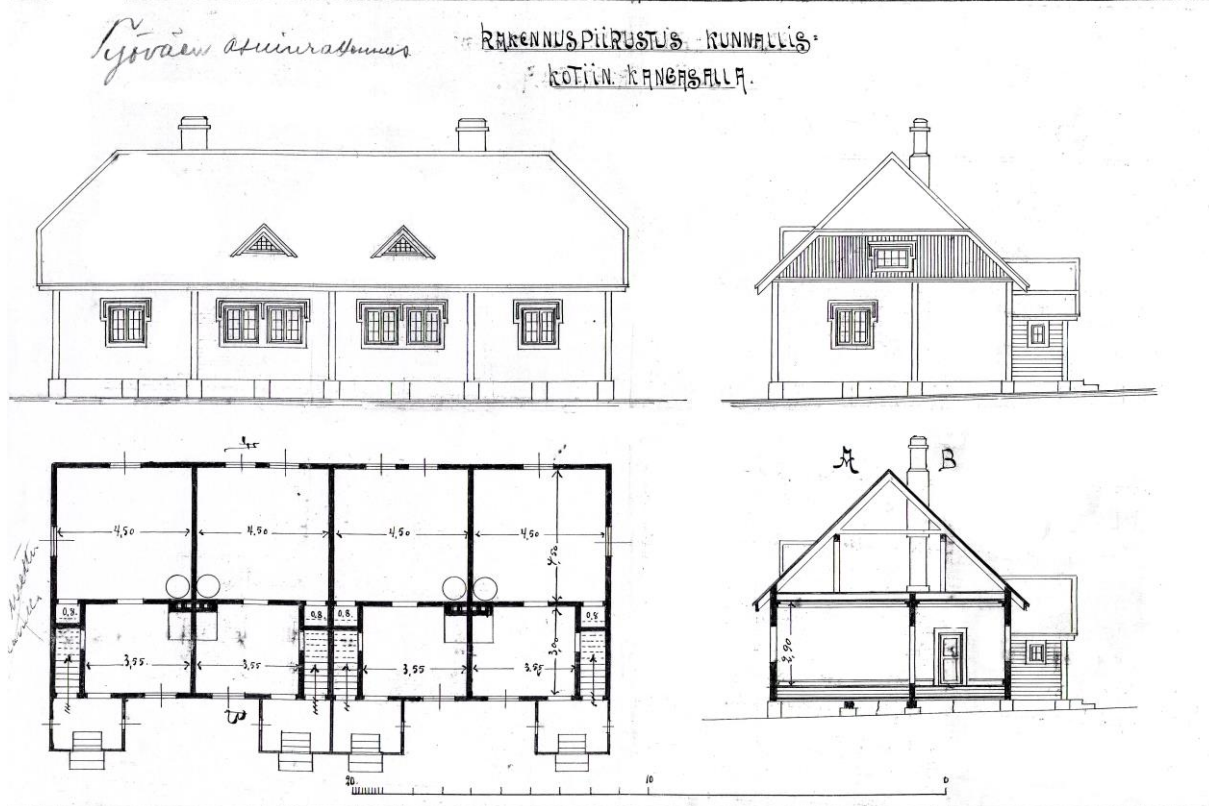 Työväen asuinrakennus
RAKENNUSPIIRUSTUS KUNNALLIS=
KOTIIN. KANGASALLA.
A B
4,50 4,50 4,50 4,50
4,50
0,8. 0,8. 0,8. 0,8.
3,55 3,55 3,55 3,55
3,00
2,90
20. 10 0